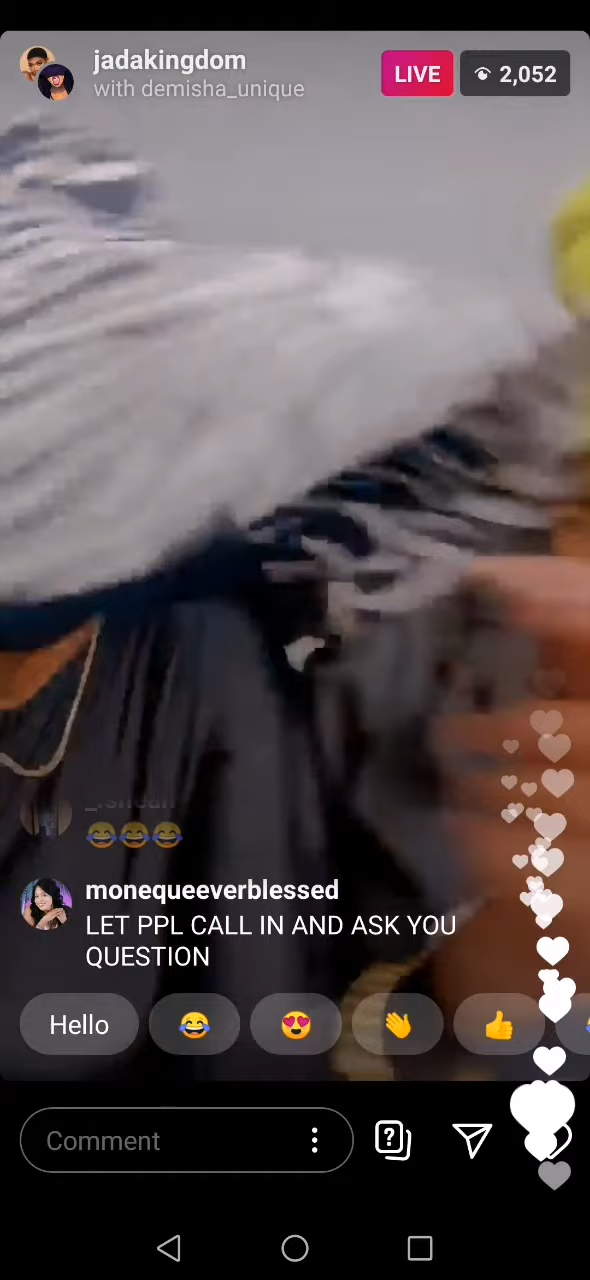 jadakingdom
with demisha_unique
LIVE
2,052
😂😂😂
monequeeverblessed
LET PPL CALL IN AND ASK YOU
QUESTION
Hello
Comment